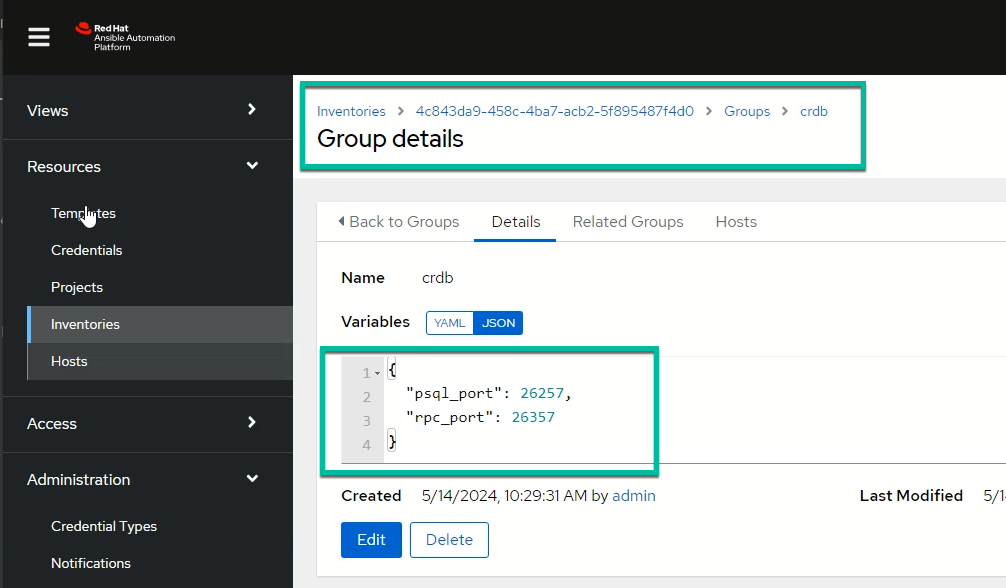 Red Hat
Ansible Automation
Platform
Views
Resources
Templates
Credentials
Projects
Inventories
Hosts
Access
Administration
Credential Types
Notifications
Inventories > 4c843da9-458c-4ba7-acb2-5f895487f4d0 > Groups > crdb
Group details
Back to Groups Details Related Groups Hosts
Name crdb
Variables YAML JSON
1 {
2 "psql_port": 26257,
3 "rpc_port": 26357
4 }
Created 5/14/2024, 10:29:31 AM by admin Last Modified 5/1
Edit Delete